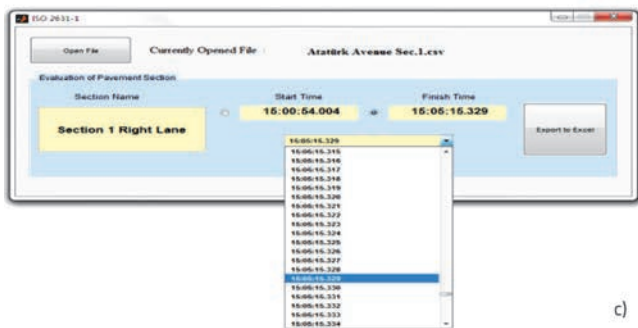 ISO 2631-1
Open File
Currently Opened File :
Atatürk Avenue Sec.1.csv
Evaluation of Pavement Section
Section Name
Start Time
Finish Time
Section 1 Right Lane
15:00:54.004
15:05:15.329
Export to Excel
15:05:15.329
15:05:15.315
15:05:15.316
15:05:15.317
15:05:15.318
15:05:15.319
15:05:15.320
15:05:15.321
15:05:15.322
15:05:15.323
15:05:15.324
15:05:15.325
15:05:15.326
15:05:15.327
15:05:15.328
15:05:15.329
15:05:15.330
15:05:15.331
15:05:15.332
15:05:15.333
15:05:15.334
c)